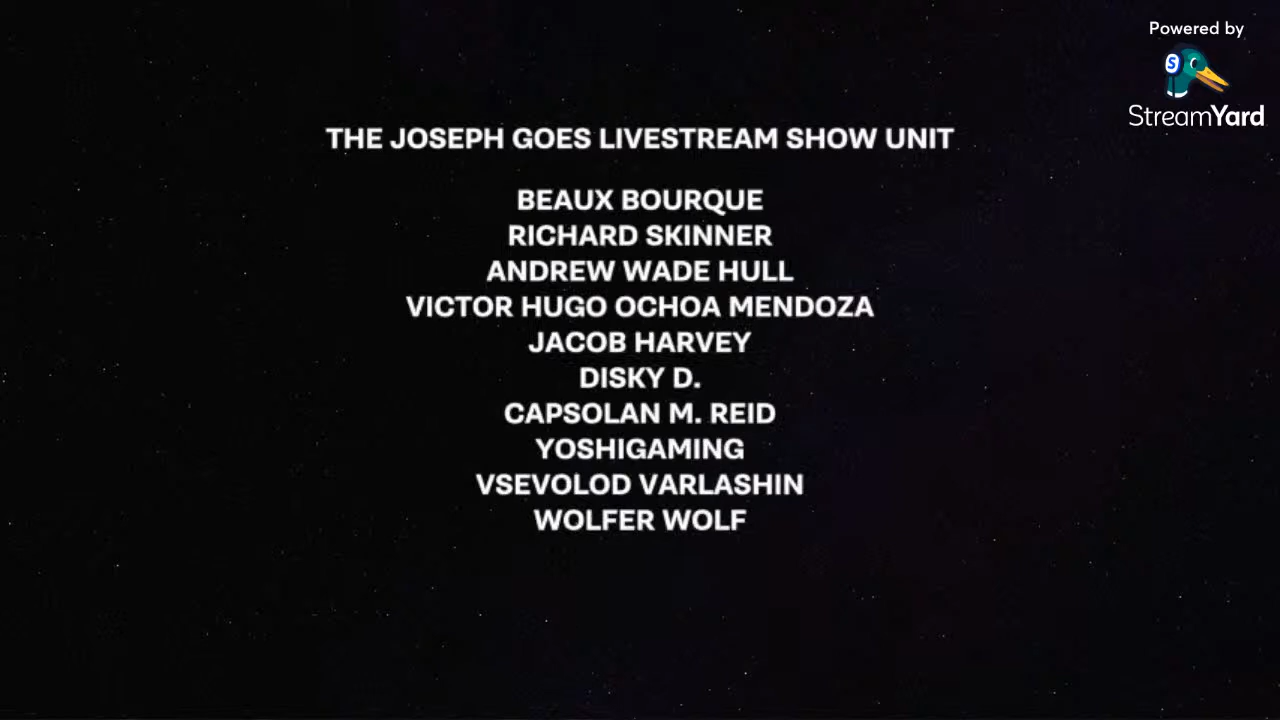 Powered by
S
StreamYard
THE JOSEPH GOES LIVESTREAM SHOW UNIT
BEAUX BOURQUE
RICHARD SKINNER
ANDREW WADE HULL
VICTOR HUGO OCHOA MENDOZA
JACOB HARVEY
DISKY D.
CAPSOLAN M. REID
YOSHIGAMING
VSEVOLOD VARLASHIN
WOLFER WOLF